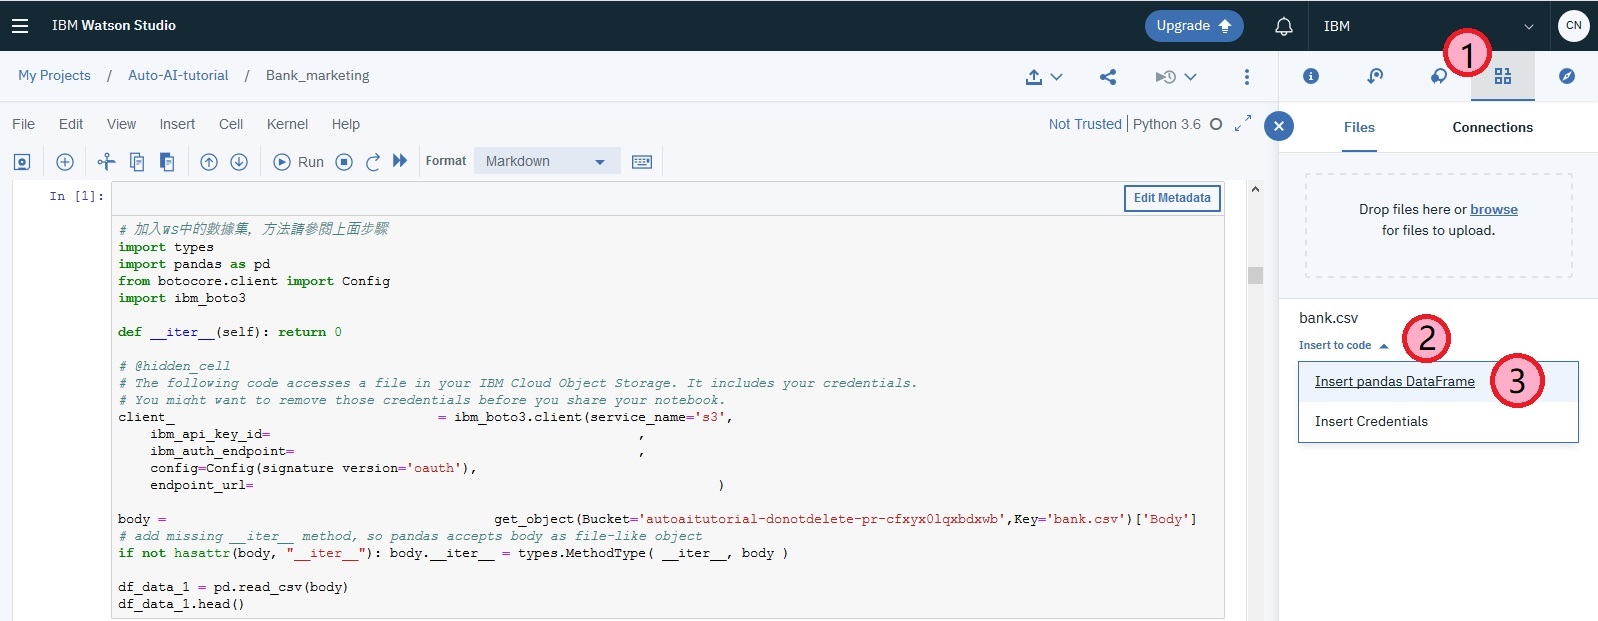 IBM Watson Studio
Upgrade
IBM
CN
My Projects / Auto-AI-tutorial / Bank_marketing
1
File Edit View Insert Cell Kernel Help
Not Trusted | Python 3.6
Files
Connections
Run
Format
Markdown
In [1]:
Edit Metadata
# 加入WS中的數據集, 方法請參閱上面步驟
import types
import pandas as pd
from botocore.client import Config
import ibm_boto3
def __iter__(self): return 0
# @hidden_cell
# The following code accesses a file in your IBM Cloud Object Storage. It includes your credentials.
# You might want to remove those credentials before you share your notebook.
client_ = ibm_boto3.client(service_name='s3',
ibm_api_key_id= ,
ibm_auth_endpoint= ,
config=Config(signature version='oauth'),
endpoint_url= )
body = get_object(Bucket='autoaitutorial-donotdelete-pr-cfxyx0lqxbdxwb',Key='bank.csv')['Body']
# add missing __iter__ method, so pandas accepts body as file-like object
if not hasattr(body, "__iter__"): body.__iter__ = types.MethodType( __iter__, body )
df_data_1 = pd.read_csv(body)
df_data_1.head()
Drop files here or browse
for files to upload.
bank.csv
Insert to code
2
Insert pandas DataFrame
3
Insert Credentials